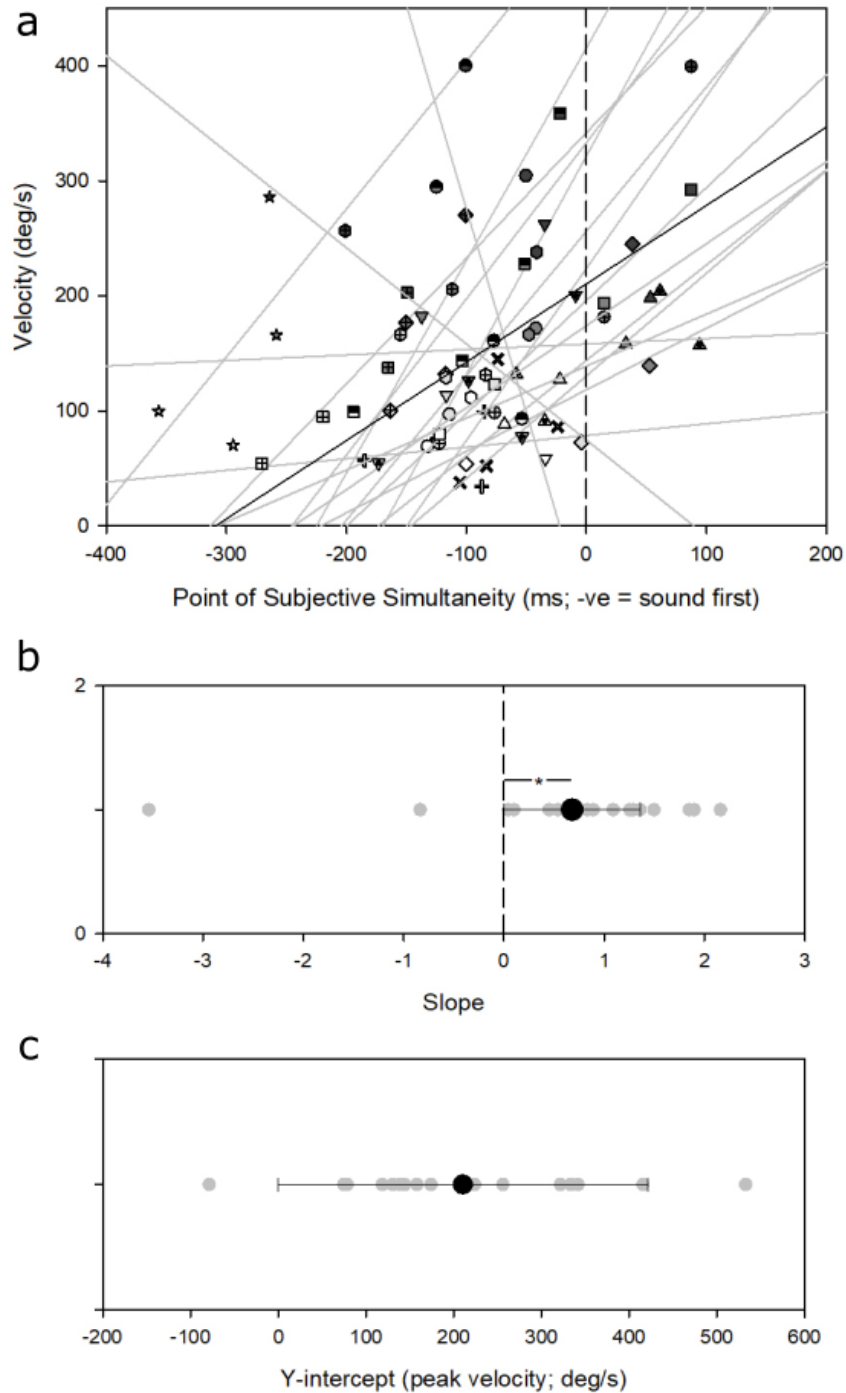 a
400
300
200
100
0
Velocity (deg/s)
-400 -300 -200 -100 0 100 200
Point of Subjective Simultaneity (ms; -ve = sound first)
b
2
*
0
-4 -3 -2 -1 0 1 2 3
Slope
c
-200 -100 0 100 200 300 400 500 600
Y-intercept (peak velocity; deg/s)